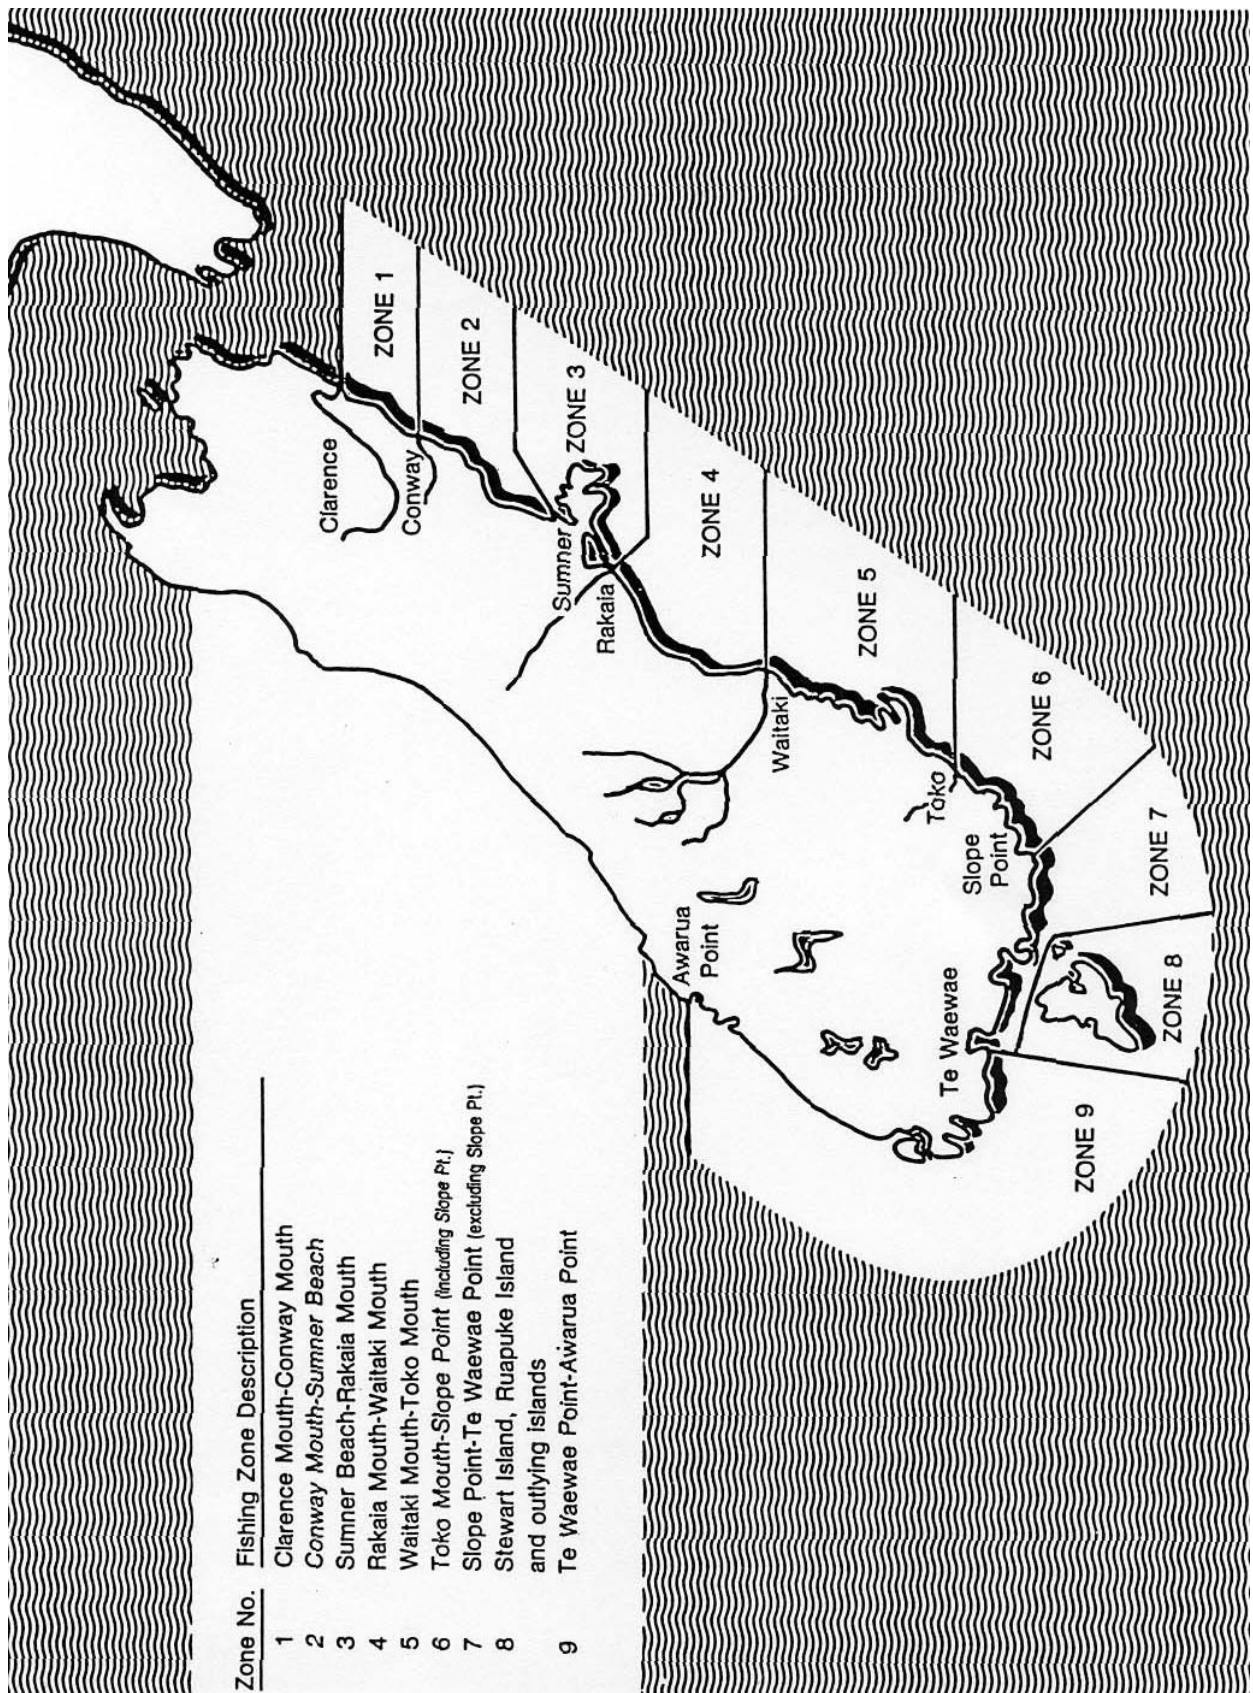 Zone No. Fishing Zone Description
1 Clarence Mouth-Conway Mouth
2 Conway Mouth-Sumner Beach
3 Sumner Beach-Rakaia Mouth
4 Rakaia Mouth-Waitaki Mouth
5 Waitaki Mouth-Toko Mouth
6 Toko Mouth-Slope Point (including Slope Pt.)
7 Slope Point-Te Waewae Point (excluding Slope Pt.)
8 Stewart Island, Ruapuke Island
and outlying islands
9 Te Waewae Point-Awarua Point
Clarence
Conway
Sumner
Rakaia
Waitaki
Toko
Slope
Point
Awarua
Point
Te Waewae
ZONE 1
ZONE 2
ZONE 3
ZONE 4
ZONE 5
ZONE 6
ZONE 7
ZONE 8
ZONE 9